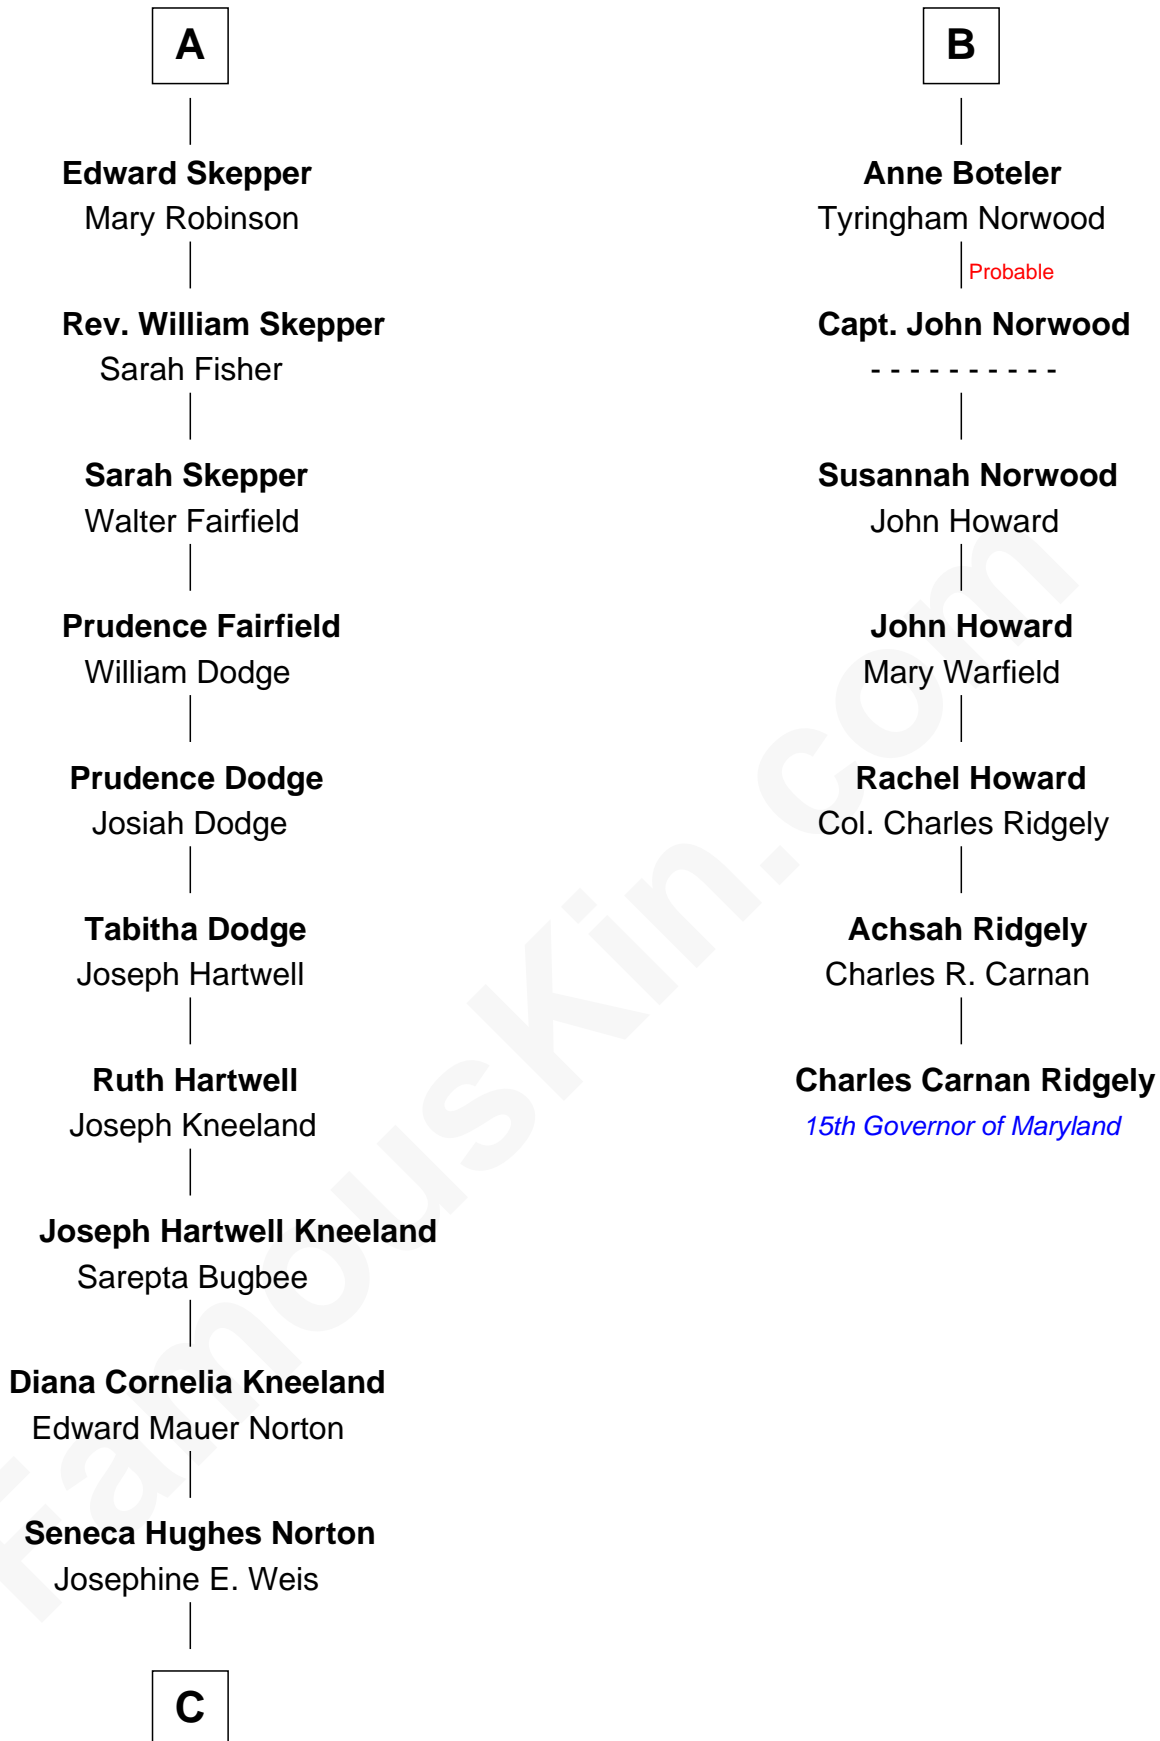 A
Edward Skepper
Mary Robinson
Rev. William Skepper
Sarah Fisher
Sarah Skepper
Walter Fairfield
Prudence Fairfield
William Dodge
Prudence Dodge
Josiah Dodge
Tabitha Dodge
Joseph Hartwell
Ruth Hartwell
Joseph Kneeland
Joseph Hartwell Kneeland
Sarepta Bugbee
Diana Cornelia Kneeland
Edward Mauer Norton
Seneca Hughes Norton
Josephine E. Weis
C
B
Anne Boteler
Tyringham Norwood
Probable
Capt. John Norwood
- - - - - - - - - -
Susannah Norwood
John Howard
John Howard
Mary Warfield
Rachel Howard
Col. Charles Ridgely
Achsah Ridgely
Charles R. Carnan
Charles Carnan Ridgely
15th Governor of Maryland
FamousKin.com